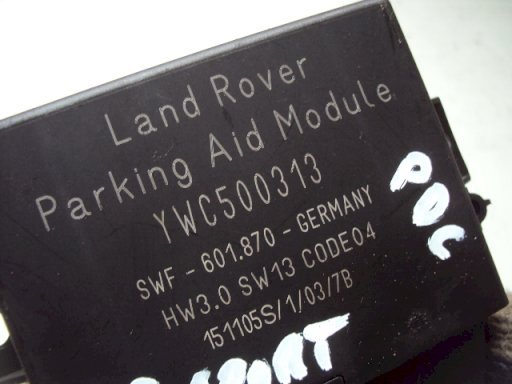 Land Rover
Parking Aid Module
YWC500313
SWF - 601.870 - GERMANY
HW3.0 SW13 CODE04
151105S/1/03/7B
PDC